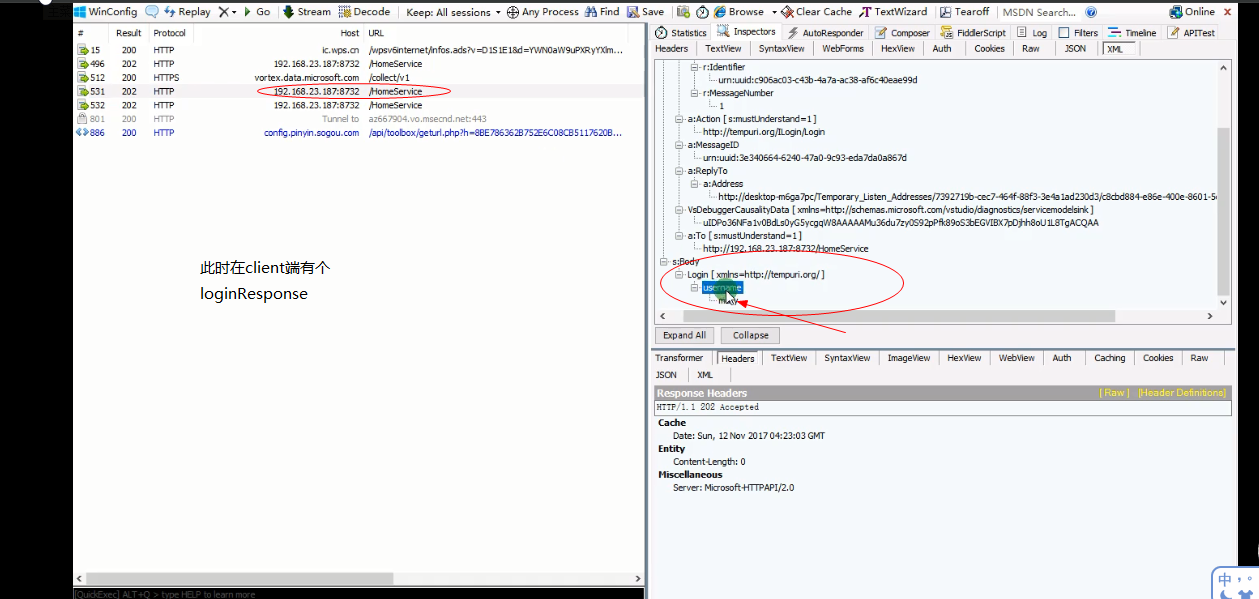 WinConfig Replay Go Stream Decode Keep: All sessions Any Process Find Save Browse Clear Cache TextWizard Tearoff MSDN Search... Online
# Result Protocol Host URL
15 200 HTTP ic.wps.cn
496 202 HTTP 192.168.23.187:8732 /HomeService
512 200 HTTPS vortex.data.microsoft.com /collect/v1
531 202 HTTP 192.168.23.187:8732 /HomeService
532 202 HTTP 192.168.23.187:8732 /HomeService
801 200 HTTP Tunnel to az667904.vo.msecnd.net:443
886 200 HTTP config.pinyin.sogou.com /api/toolbox/geturl.php?h=8BE786362B752E6C08CB5117620B...
此时在client端有个
loginResponse
[QuickExec] ALT+Q > type HELP to learn more
Statistics Inspectors AutoResponder Composer FiddlerScript Log Filters Timeline APITest
Headers TextView SyntaxView WebForms HexView Auth Cookies Raw JSON XML
r:Identifier
urn:uuid:c906ac03-c43b-4a7a-ac38-af6c40eae99d
r:MessageNumber
1
a:Action [ s:mustUnderstand=1 ]
http://tempuri.org/ILogin/Login
a:MessageID
urn:uuid:3e340664-6240-47a0-9c93-eda7da0a867d
a:ReplyTo
a:Address
http://desktop-m6ga7pc/Temporary_Listen_Addresses/7392719b-cec7-464f-88f3-3e4a1ad230d3/c8cbd884-e86e-400e-8601-5
VsDebuggerCausalityData [ xmlns=http://schemas.microsoft.com/vstudio/diagnostics/servicemodelsink ]
a:To [ s:mustUnderstand=1 ]
http://192.168.23.187:8732/HomeService
s:Body
Login [ xmlns=http://tempuri.org/ ]
username
Expand All Collapse
Transformer Headers TextView SyntaxView ImageView HexView WebView Auth Caching Cookies Raw
JSON XML
Response Headers [ Raw ] [Header Definitions]
HTTP/1.1 202 Accepted
Cache
Date: Sun, 12 Nov 2017 04:23:03 GMT
Entity
Content-Length: 0
Miscellaneous
Server: Microsoft-HTTPAPI/2.0
中